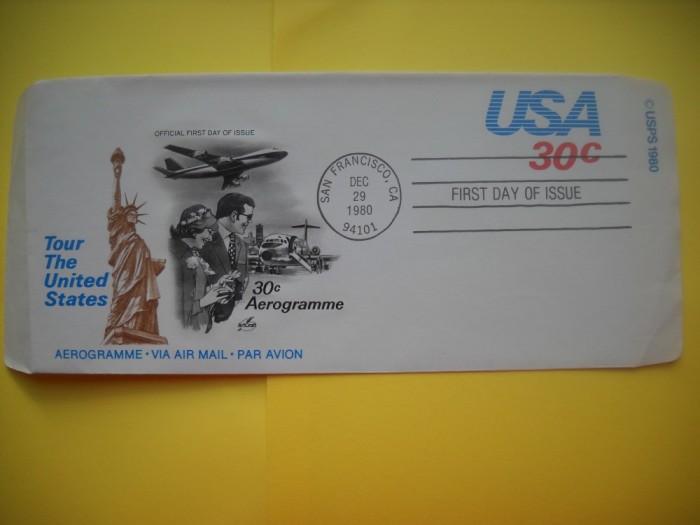 OFFICIAL FIRST DAY OF ISSUE
USA
30c
© USPS 1980
SAN FRANCISCO, CA
DEC
29
1980
94101
FIRST DAY OF ISSUE
Tour
The
United
States
30c
Aerogramme
ArtCraft
AEROGRAMME • VIA AIR MAIL • PAR AVION